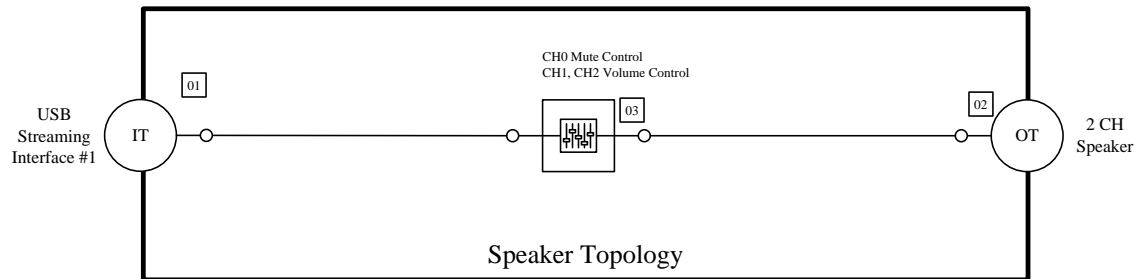 CH0 Mute Control
CH1, CH2 Volume Control
01
03
02
USB
Streaming
Interface #1
IT
OT
2 CH
Speaker
Speaker Topology